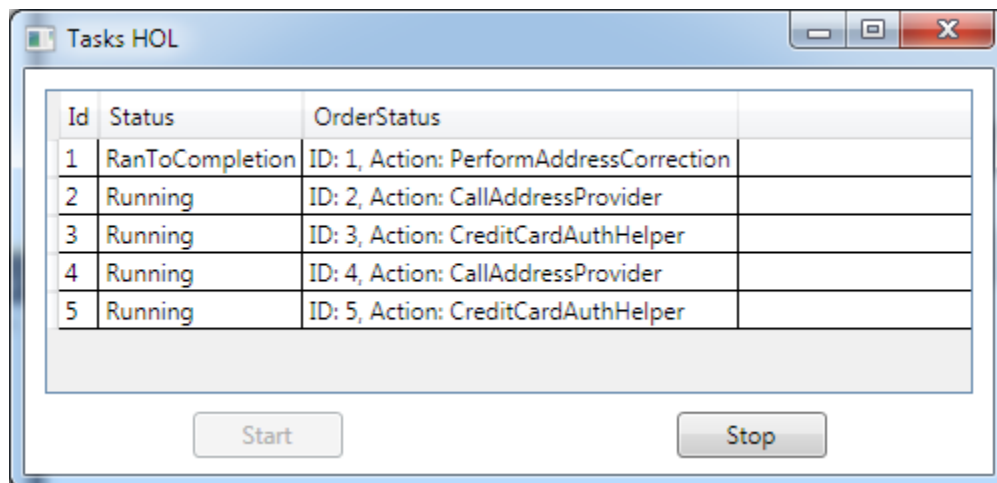 Tasks HOL
Id Status OrderStatus
1 RanToCompletion ID: 1, Action: PerformAddressCorrection
2 Running ID: 2, Action: CallAddressProvider
3 Running ID: 3, Action: CreditCardAuthHelper
4 Running ID: 4, Action: CallAddressProvider
5 Running ID: 5, Action: CreditCardAuthHelper
Start Stop